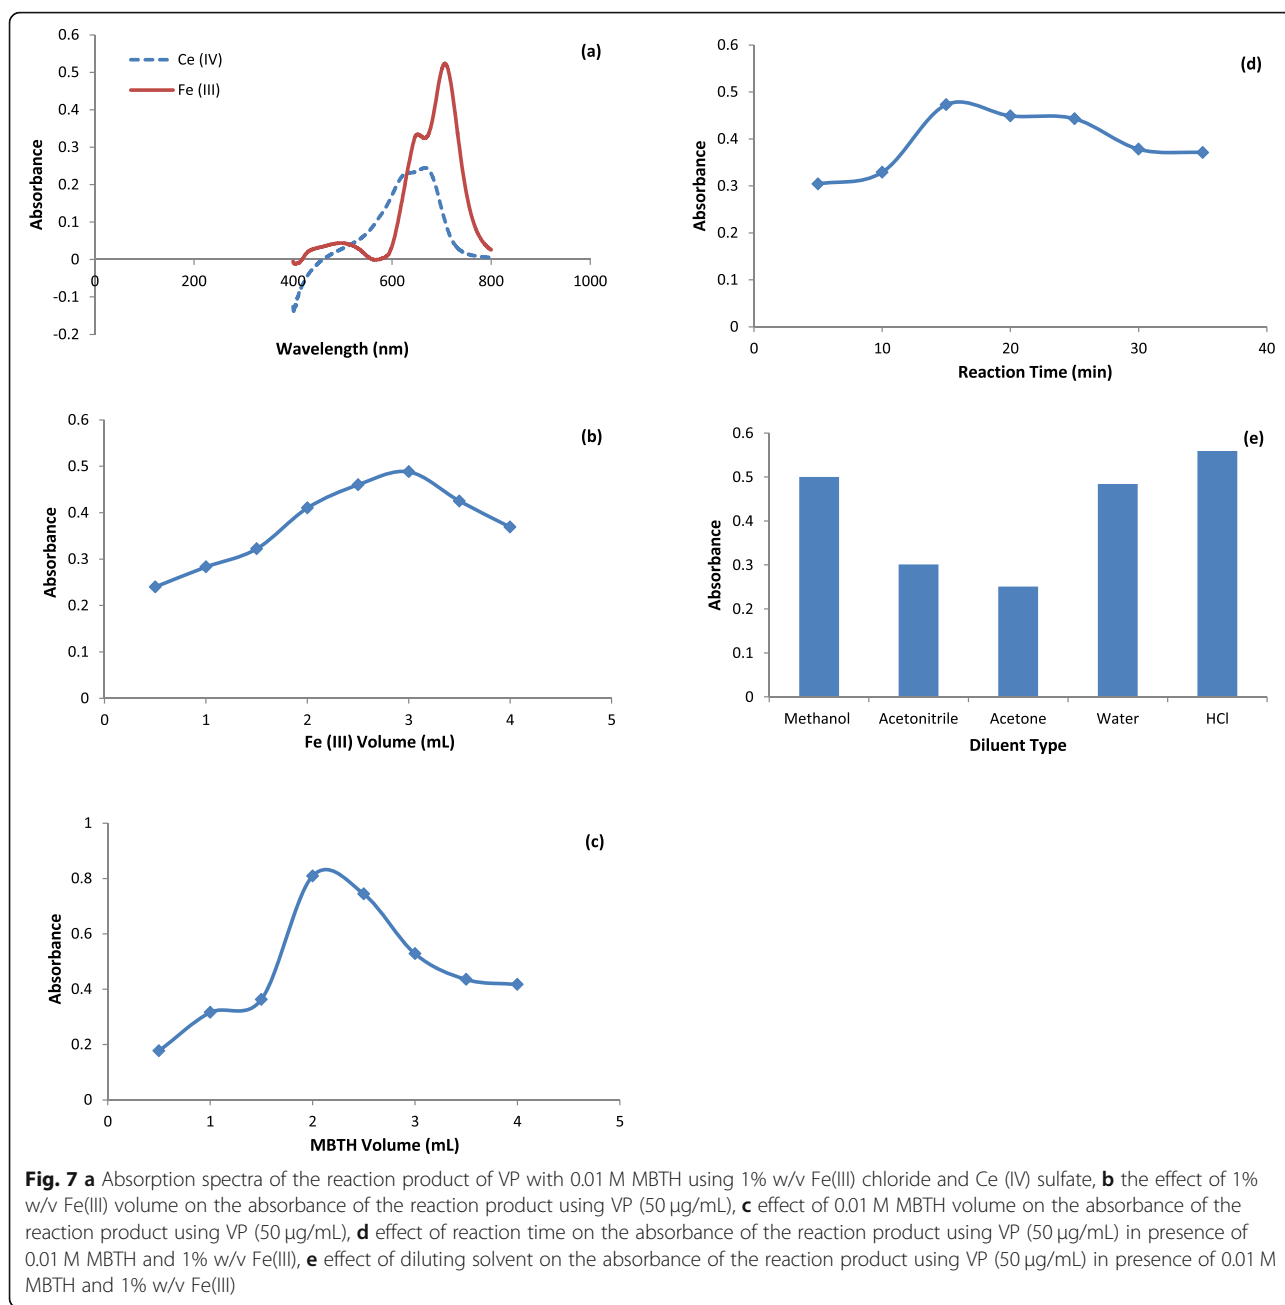 0.6
0.5
0.4
0.3
0.2
0.1
0
-0.1
-0.2
0
200
400
600
800
1000
Absorbance
Wavelength (nm)
Ce (IV)
Fe (III)
(a)
0.6
0.5
0.4
0.3
0.2
0.1
0
0
10
20
30
40
Absorbance
Reaction Time (min)
(d)
0.6
0.5
0.4
0.3
0.2
0.1
0
0
1
2
3
4
5
Absorbance
Fe (III) Volume (mL)
(b)
0.6
0.5
0.4
0.3
0.2
0.1
0
Methanol
Acetonitrile
Acetone
Water
HCl
Absorbance
Diluent Type
(e)
1
0.8
0.6
0.4
0.2
0
0
1
2
3
4
5
Absorbance
MBTH Volume (mL)
(c)
Fig. 7 a Absorption spectra of the reaction product of VP with 0.01 M MBTH using 1% w/v Fe(III) chloride and Ce (IV) sulfate, b the effect of 1%
w/v Fe(III) volume on the absorbance of the reaction product using VP (50 μg/mL), c effect of 0.01 M MBTH volume on the absorbance of the
reaction product using VP (50 μg/mL), d effect of reaction time on the absorbance of the reaction product using VP (50 μg/mL) in presence of
0.01 M MBTH and 1% w/v Fe(III), e effect of diluting solvent on the absorbance of the reaction product using VP (50 μg/mL) in presence of 0.01 M
MBTH and 1% w/v Fe(III)